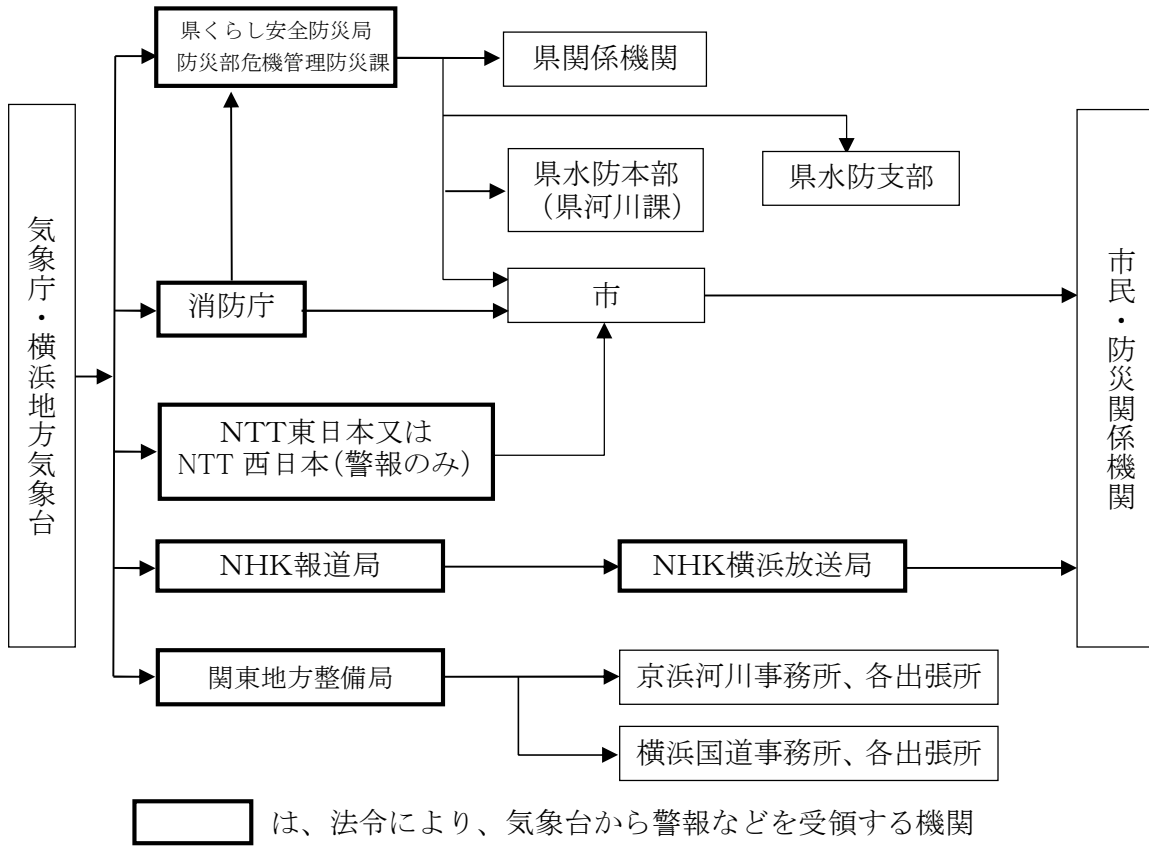 県くらし安全防災局
防災部危機管理防災課
県関係機関
県水防支部
県水防本部
（県河川課）
気象庁・横浜地方気象台
消防庁
市
市民・防災関係機関
NTT東日本又は
NTT 西日本（警報のみ）
NHK報道局
NHK横浜放送局
関東地方整備局
京浜河川事務所、各出張所
横浜国道事務所、各出張所
は、法令により、気象台から警報などを受領する機関